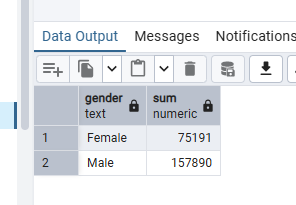 Data Output Messages Notifications
gender sum
text numeric
1 Female 75191
2 Male 157890